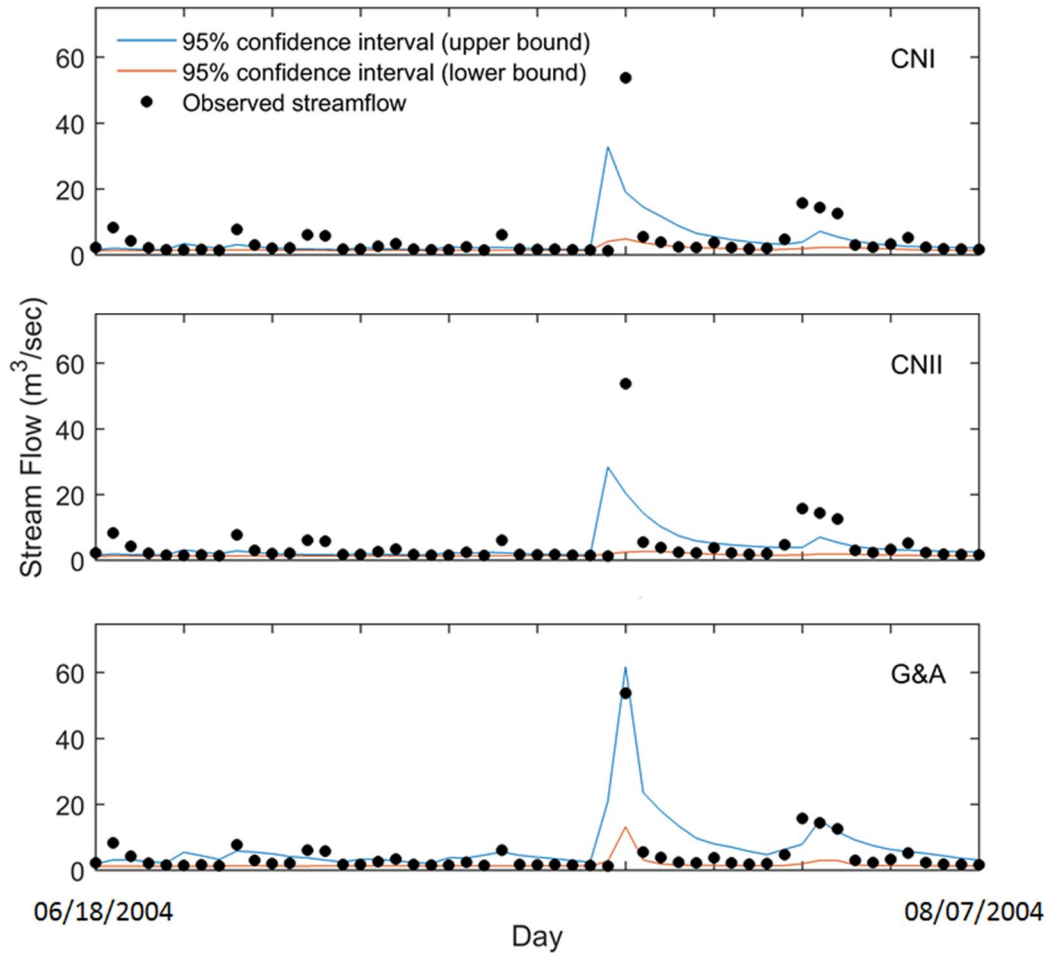 95% confidence interval (upper bound)
95% confidence interval (lower bound)
Observed streamflow
CNI
60
40
20
0
CNII
60
40
20
0
G&A
60
40
20
0
Stream Flow (m³/sec)
06/18/2004
08/07/2004
Day